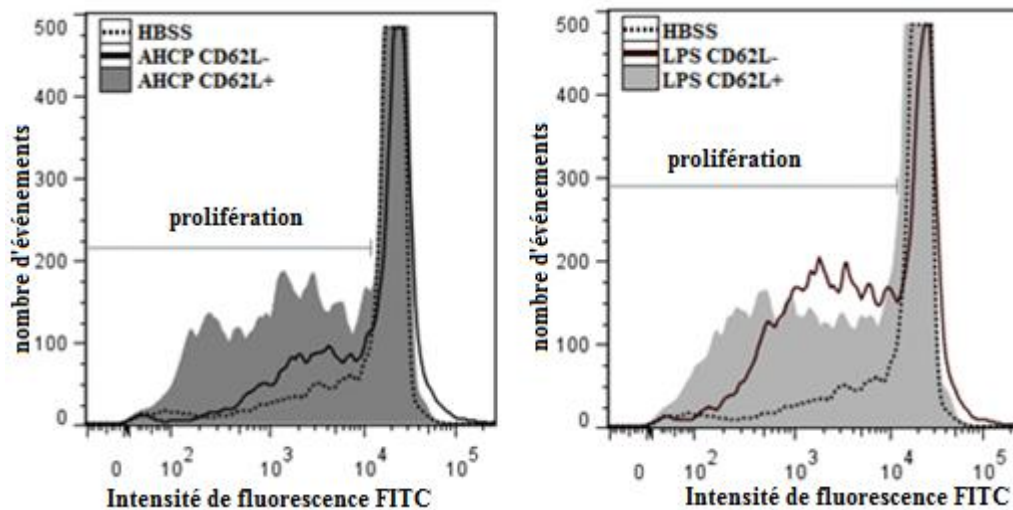 500
HBSS
AHCP CD62L-
AHCP CD62L+
400
300
200
100
0
prolifération
nombre d'événements
0 10² 10³ 10⁴ 10⁵
Intensité de fluorescence FITC
500
HBSS
LPS CD62L-
LPS CD62L+
400
300
200
100
0
prolifération
nombre d'événements
0 10² 10³ 10⁴ 10⁵
Intensité de fluorescence FITC